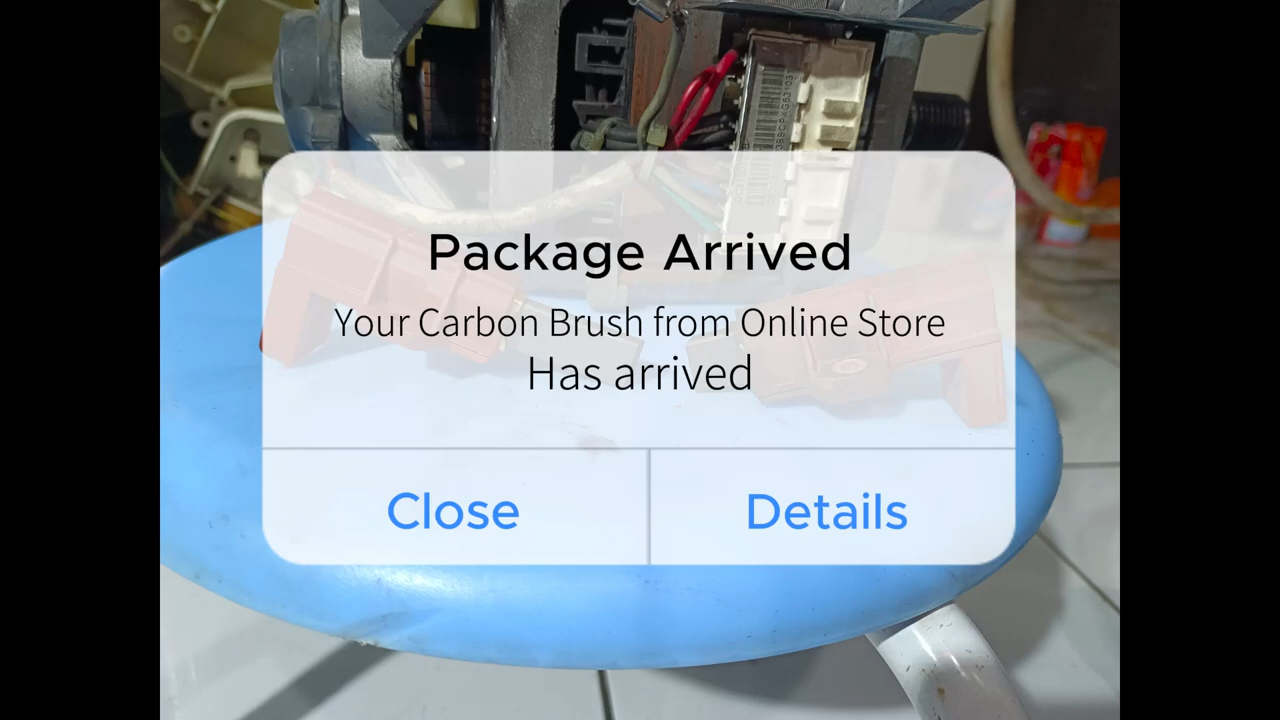 Package Arrived
Your Carbon Brush from Online Store
Has arrived
Close
Details